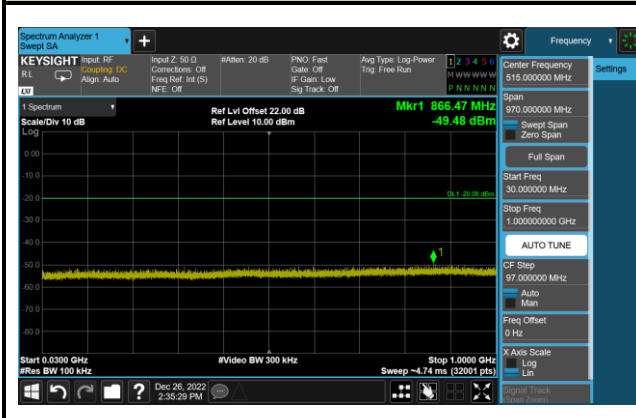 Spectrum Analyzer 1
Swept SA
Frequency
KEYSIGHT
RL
LXI
Input: RF
Coupling: DC
Align: Auto
Input Z: 50 Ω
Corrections: Off
Freq Ref: Int (S)
NFE: Off
#Atten: 20 dB
PNO: Fast
Gate: Off
IF Gain: Low
Sig Track: Off
Avg Type: Log-Power
Trig: Free Run
1 2 3 4 5 6
M W W W W W
P N N N N N
1 Spectrum
Scale/Div 10 dB
Log
Ref Lvl Offset 22.00 dB
Ref Level 10.00 dBm
Mkr1 866.47 MHz
-49.48 dBm
0.00
-10.0
-20.0
-30.0
-40.0
-50.0
-60.0
-70.0
-80.0
DL1 -20.00 dBm
1
Start 0.0300 GHz
#Res BW 100 kHz
#Video BW 300 kHz
Stop 1.0000 GHz
Sweep ~4.74 ms (32001 pts)
Dec 26, 2022
2:35:29 PM
Center Frequency
515.000000 MHz
Span
970.000000 MHz
Swept Span
Zero Span
Full Span
Start Freq
30.000000 MHz
Stop Freq
1.000000000 GHz
AUTO TUNE
CF Step
97.000000 MHz
Auto
Man
Freq Offset
0 Hz
X Axis Scale
Log
Lin
Signal Track
(Span Zoom)
Settings